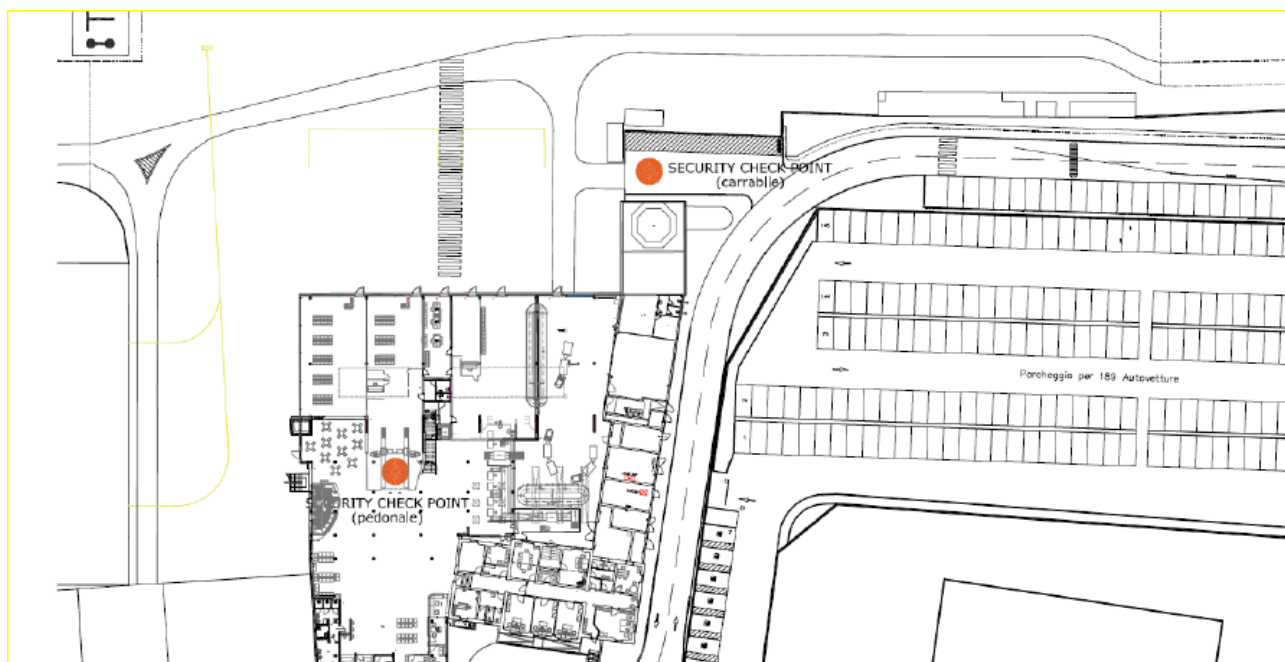 SECURITY CHECK POINT
(carrabile)
Parcheggio per 189 Autovetture
SECURITY CHECK POINT
(pedonale)